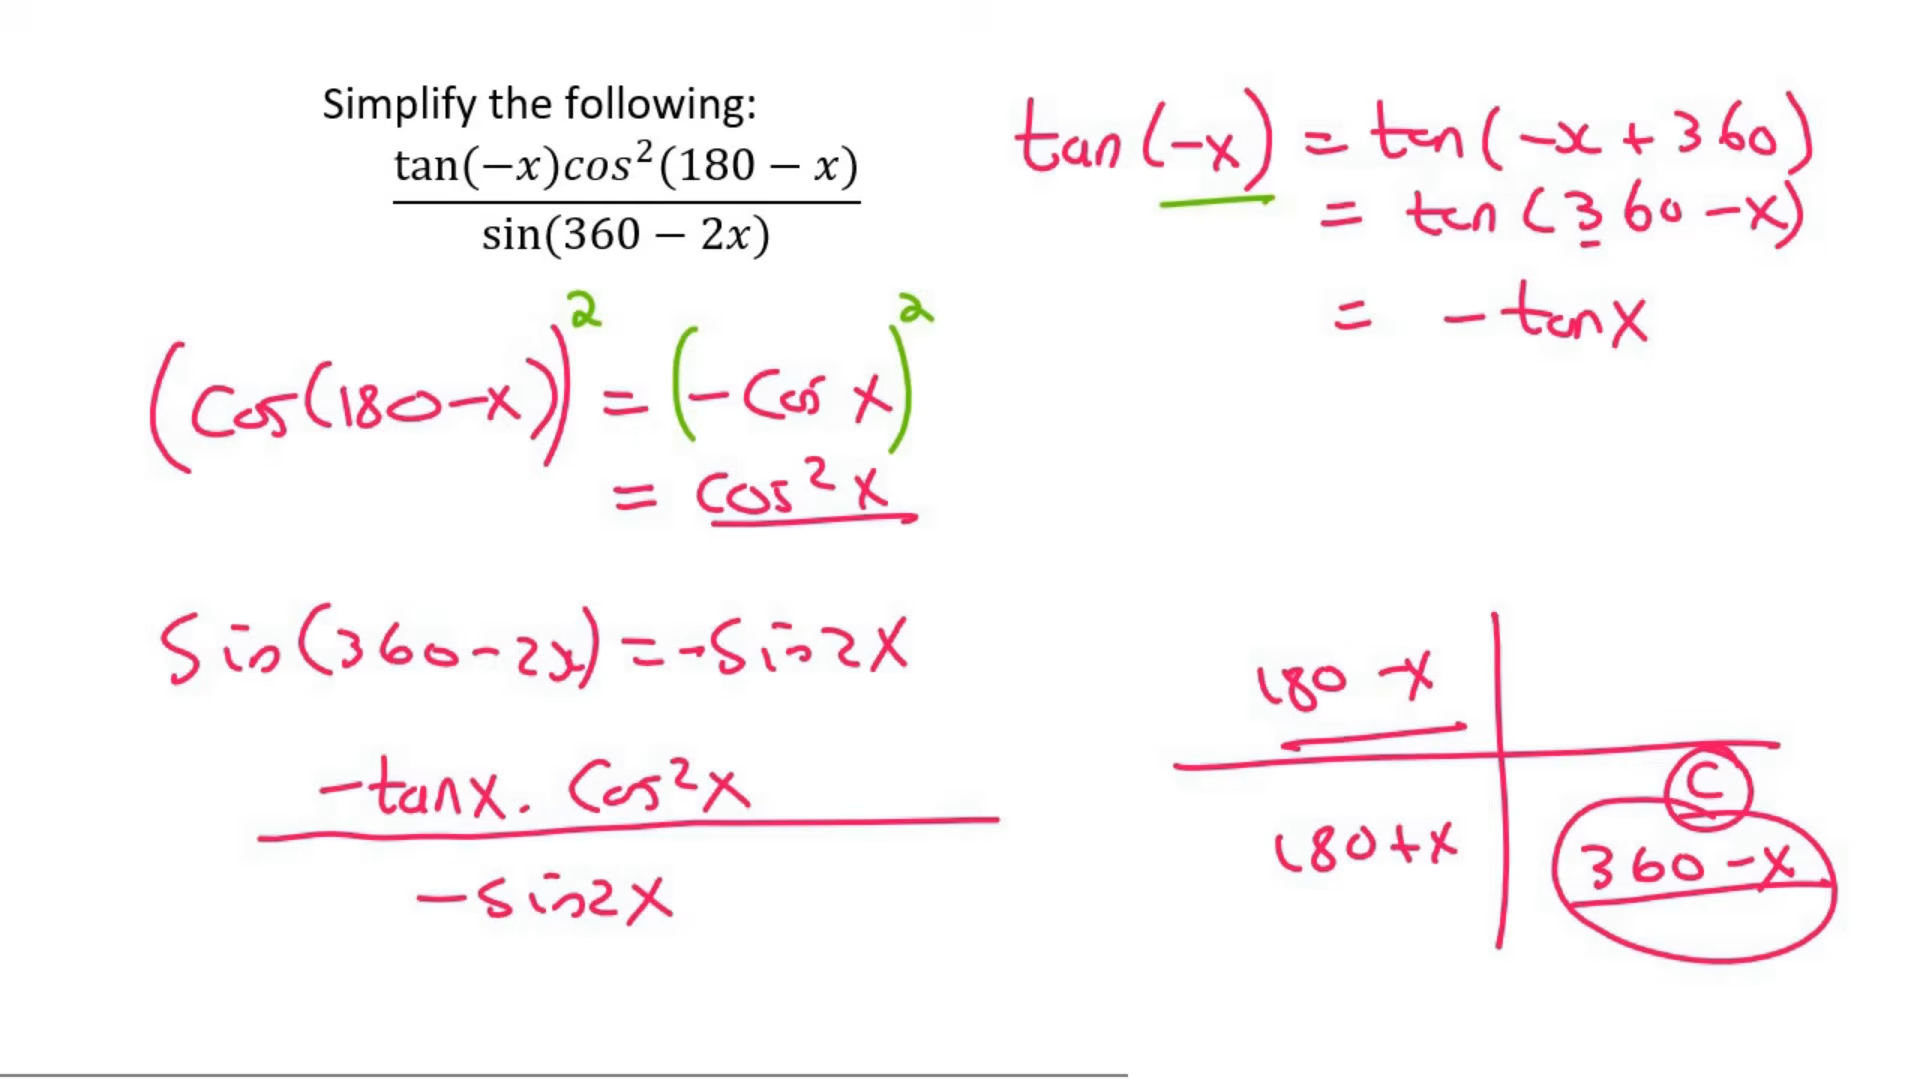 Simplify the following:
tan(−x)cos²(180 − x)
sin(360 − 2x)
tan(-x) = tan(-x + 360)
= tan(360 - x)
= - tan x
(Cos(180-x))² = (- Cos x)²
= Cos² x
Sin(360-2x) = -Sin2x
-tanx. Cos²x
-Sin2x
180 -x
C
180+x
360 -x